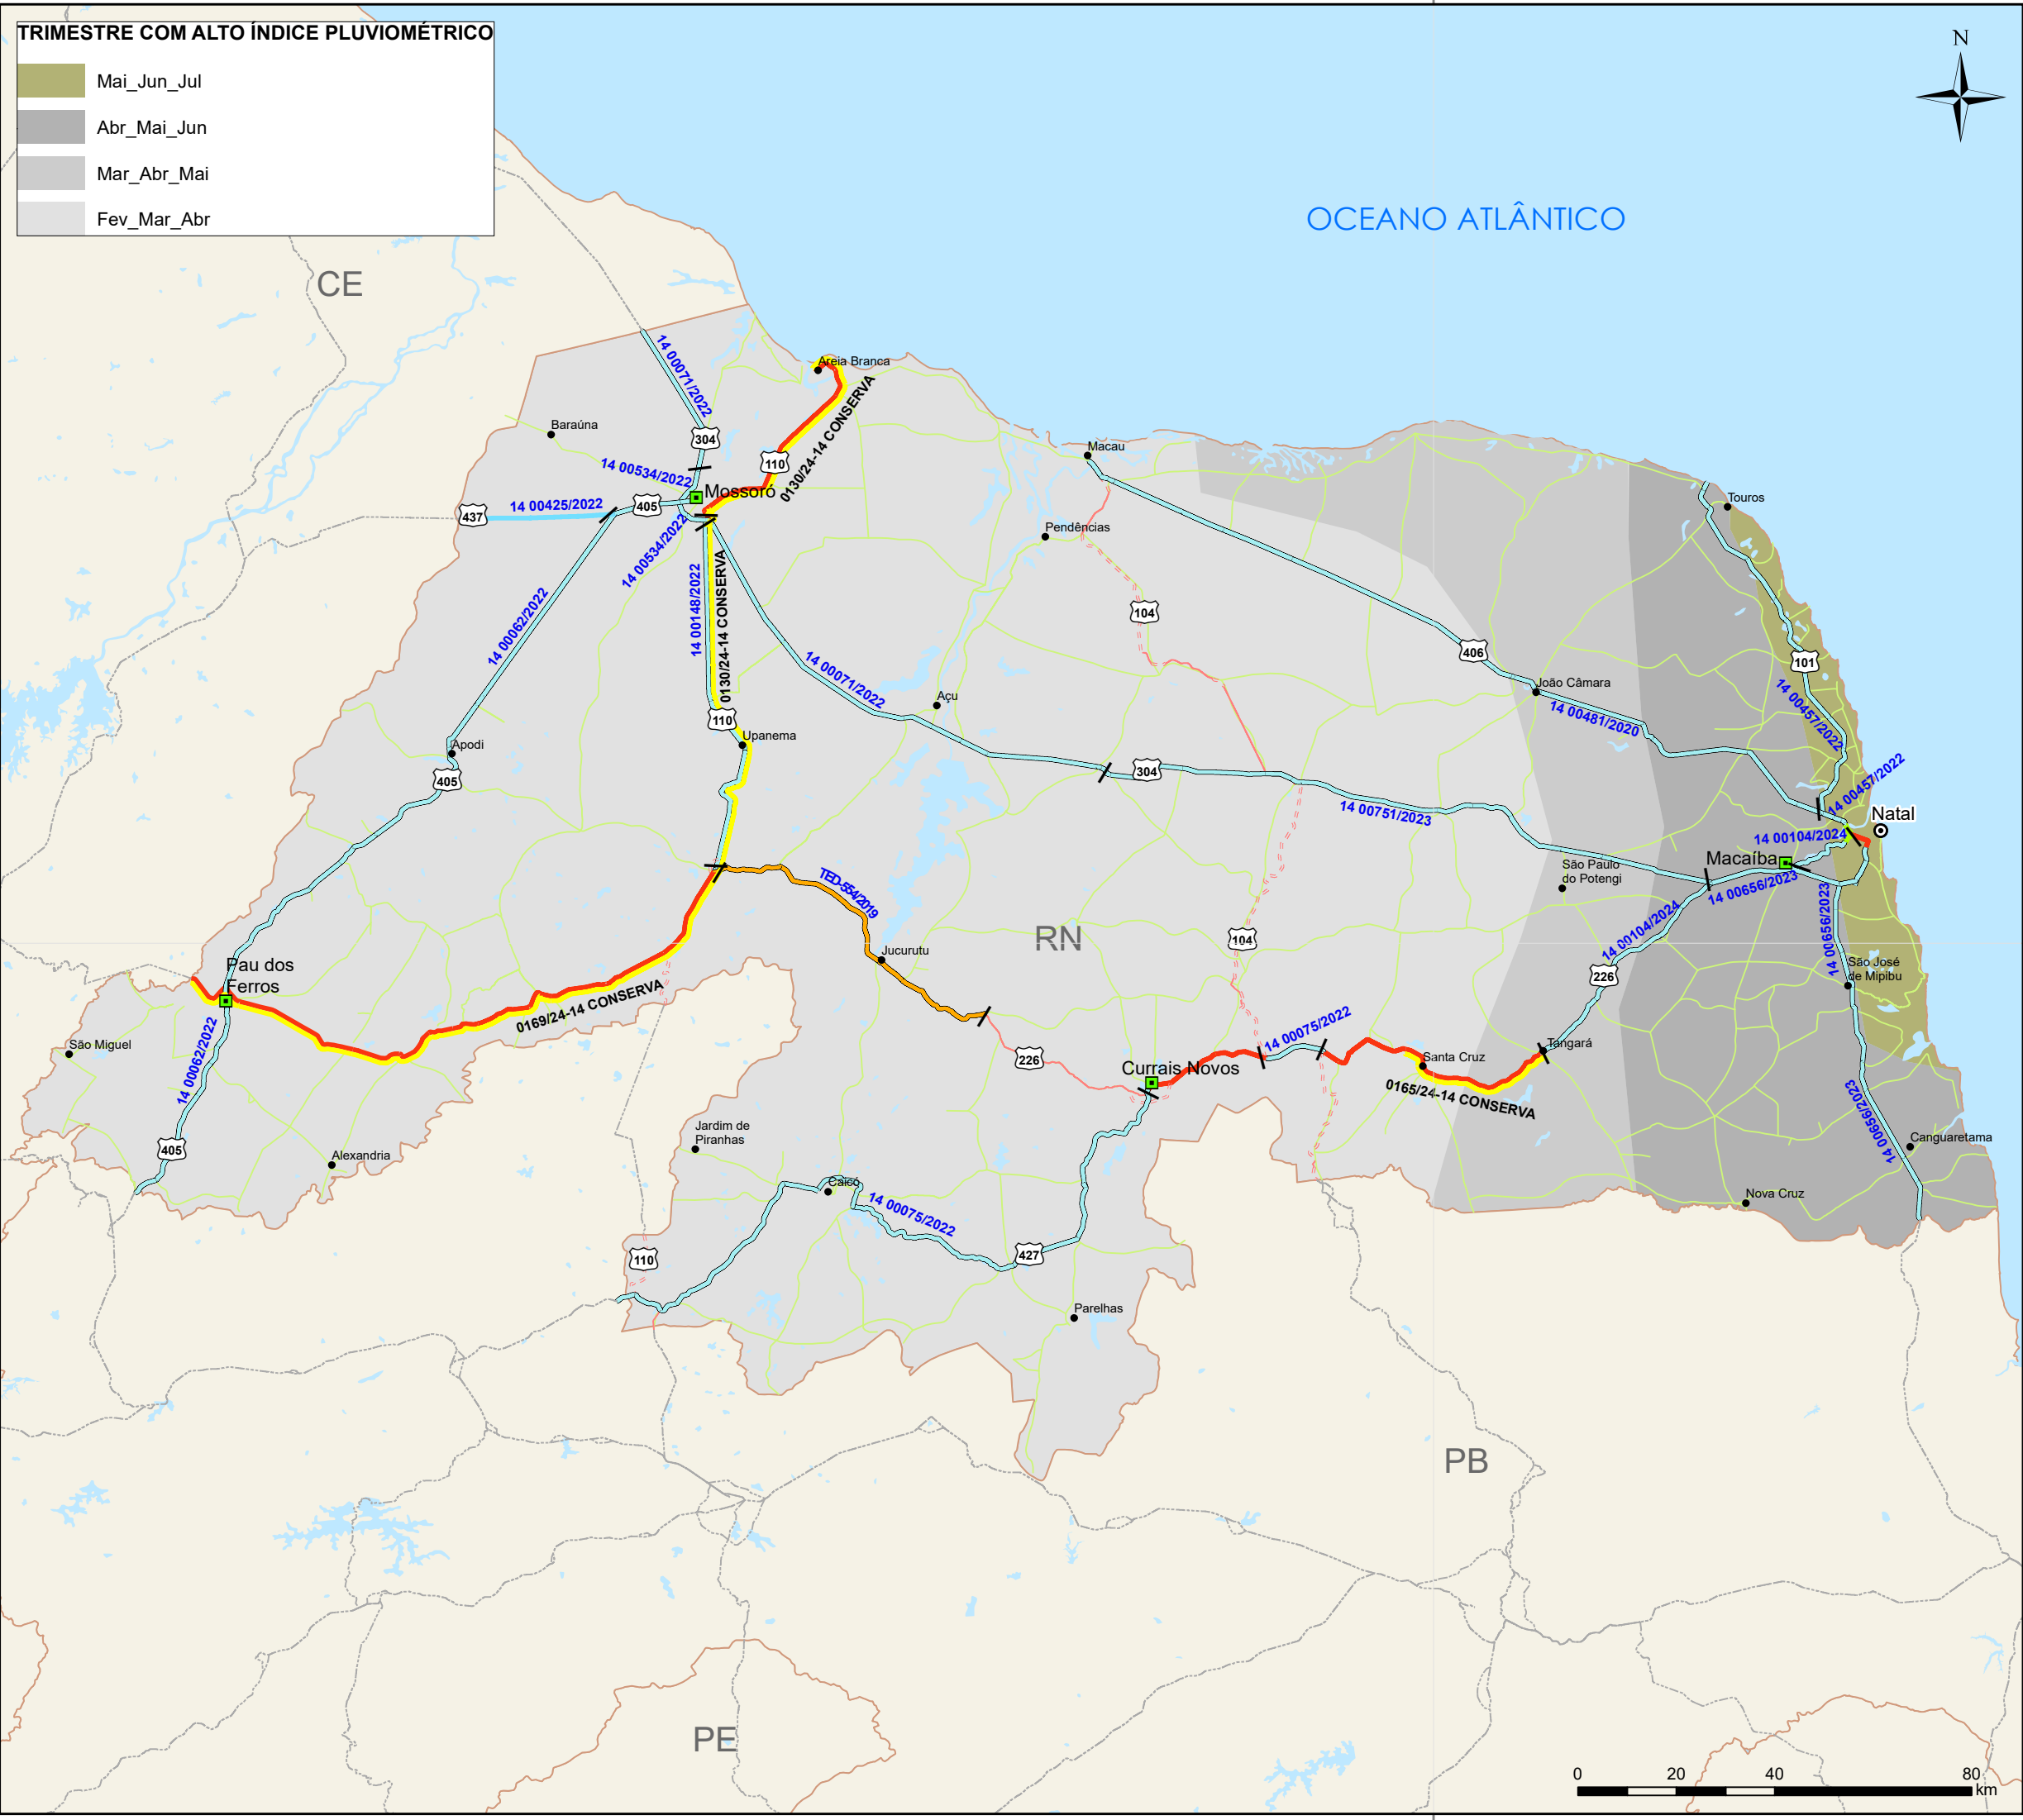 TRIMESTRE COM ALTO ÍNDICE PLUVIOMÉTRICO
Mai_Jun_Jul
Abr_Mai_Jun
Mar_Abr_Mai
Fev_Mar_Abr
N
OCEANO ATLÂNTICO
CE
14 00071/2022
Areia Branca
0130/24-14 CONSERVA
Baraúna
304
110
14 00534/2022
Mossoró
14 00425/2022
405
437
14 00534/2022
Macau
Pendências
Touros
14 00062/2022
14 00148/2022
0130/24-14 CONSERVA
104
406
101
14 00071/2022
João Câmara
14 00481/2020
14 00457/2022
Açu
110
Upanema
Apodi
405
304
14 00751/2023
14 00457/2022
Natal
14 00104/2024
Macaíba
14 00656/2023
São Paulo
do Potengi
TED-554/2019
14 00104/2024
14 00656/2023
RN
104
Jucurutu
226
São José
de Mipibu
Pau dos
Ferros
0169/24-14 CONSERVA
São Miguel
14 00062/2022
226
14 00075/2022
Currais Novos
Santa Cruz
Tangará
0165/24-14 CONSERVA
14 00656/2023
Canguaretama
Jardim de
Piranhas
405
Alexandria
Caicó
14 00075/2022
Nova Cruz
427
110
Parelhas
PB
PE
0 20 40 80
km